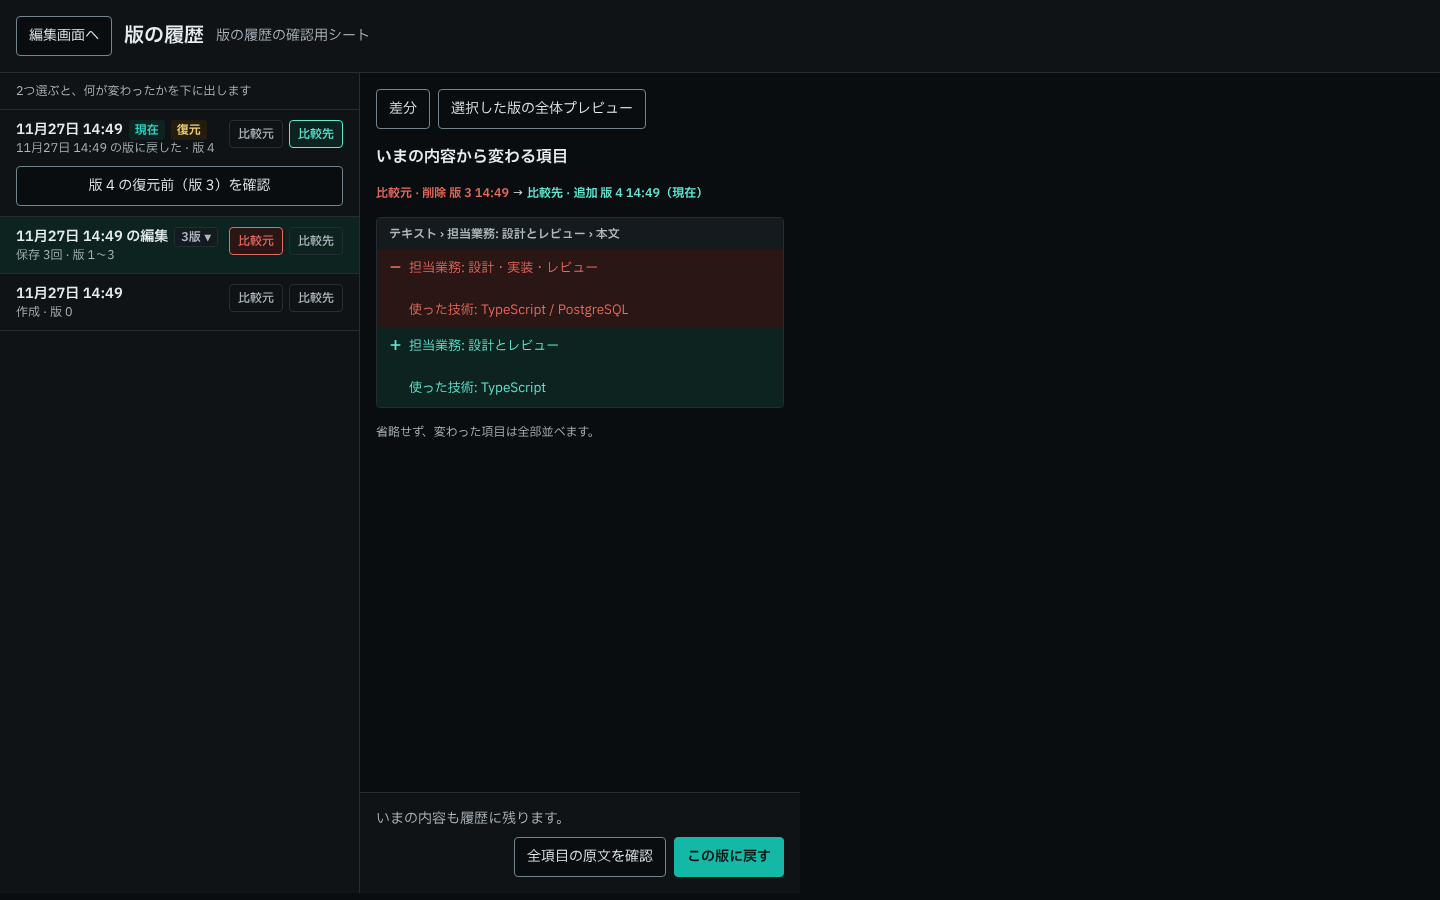 編集画面へ
版の履歴
版の履歴の確認用シート
2つ選ぶと、何が変わったかを下に出します
11月27日 14:49 現在 復元 比較元 比較先
11月27日 14:49 の版に戻した · 版 4
版 4 の復元前（版 3）を確認
11月27日 14:49 の編集 3版 ▾ 比較元 比較先
保存 3回 · 版 1〜3
11月27日 14:49 比較元 比較先
作成 · 版 0
差分 選択した版の全体プレビュー
いまの内容から変わる項目
比較元 · 削除 版 3 14:49 → 比較先 · 追加 版 4 14:49（現在）
テキスト › 担当業務: 設計とレビュー › 本文
− 担当業務: 設計・実装・レビュー
使った技術: TypeScript / PostgreSQL
+ 担当業務: 設計とレビュー
使った技術: TypeScript
省略せず、変わった項目は全部並べます。
いまの内容も履歴に残ります。
全項目の原文を確認 この版に戻す